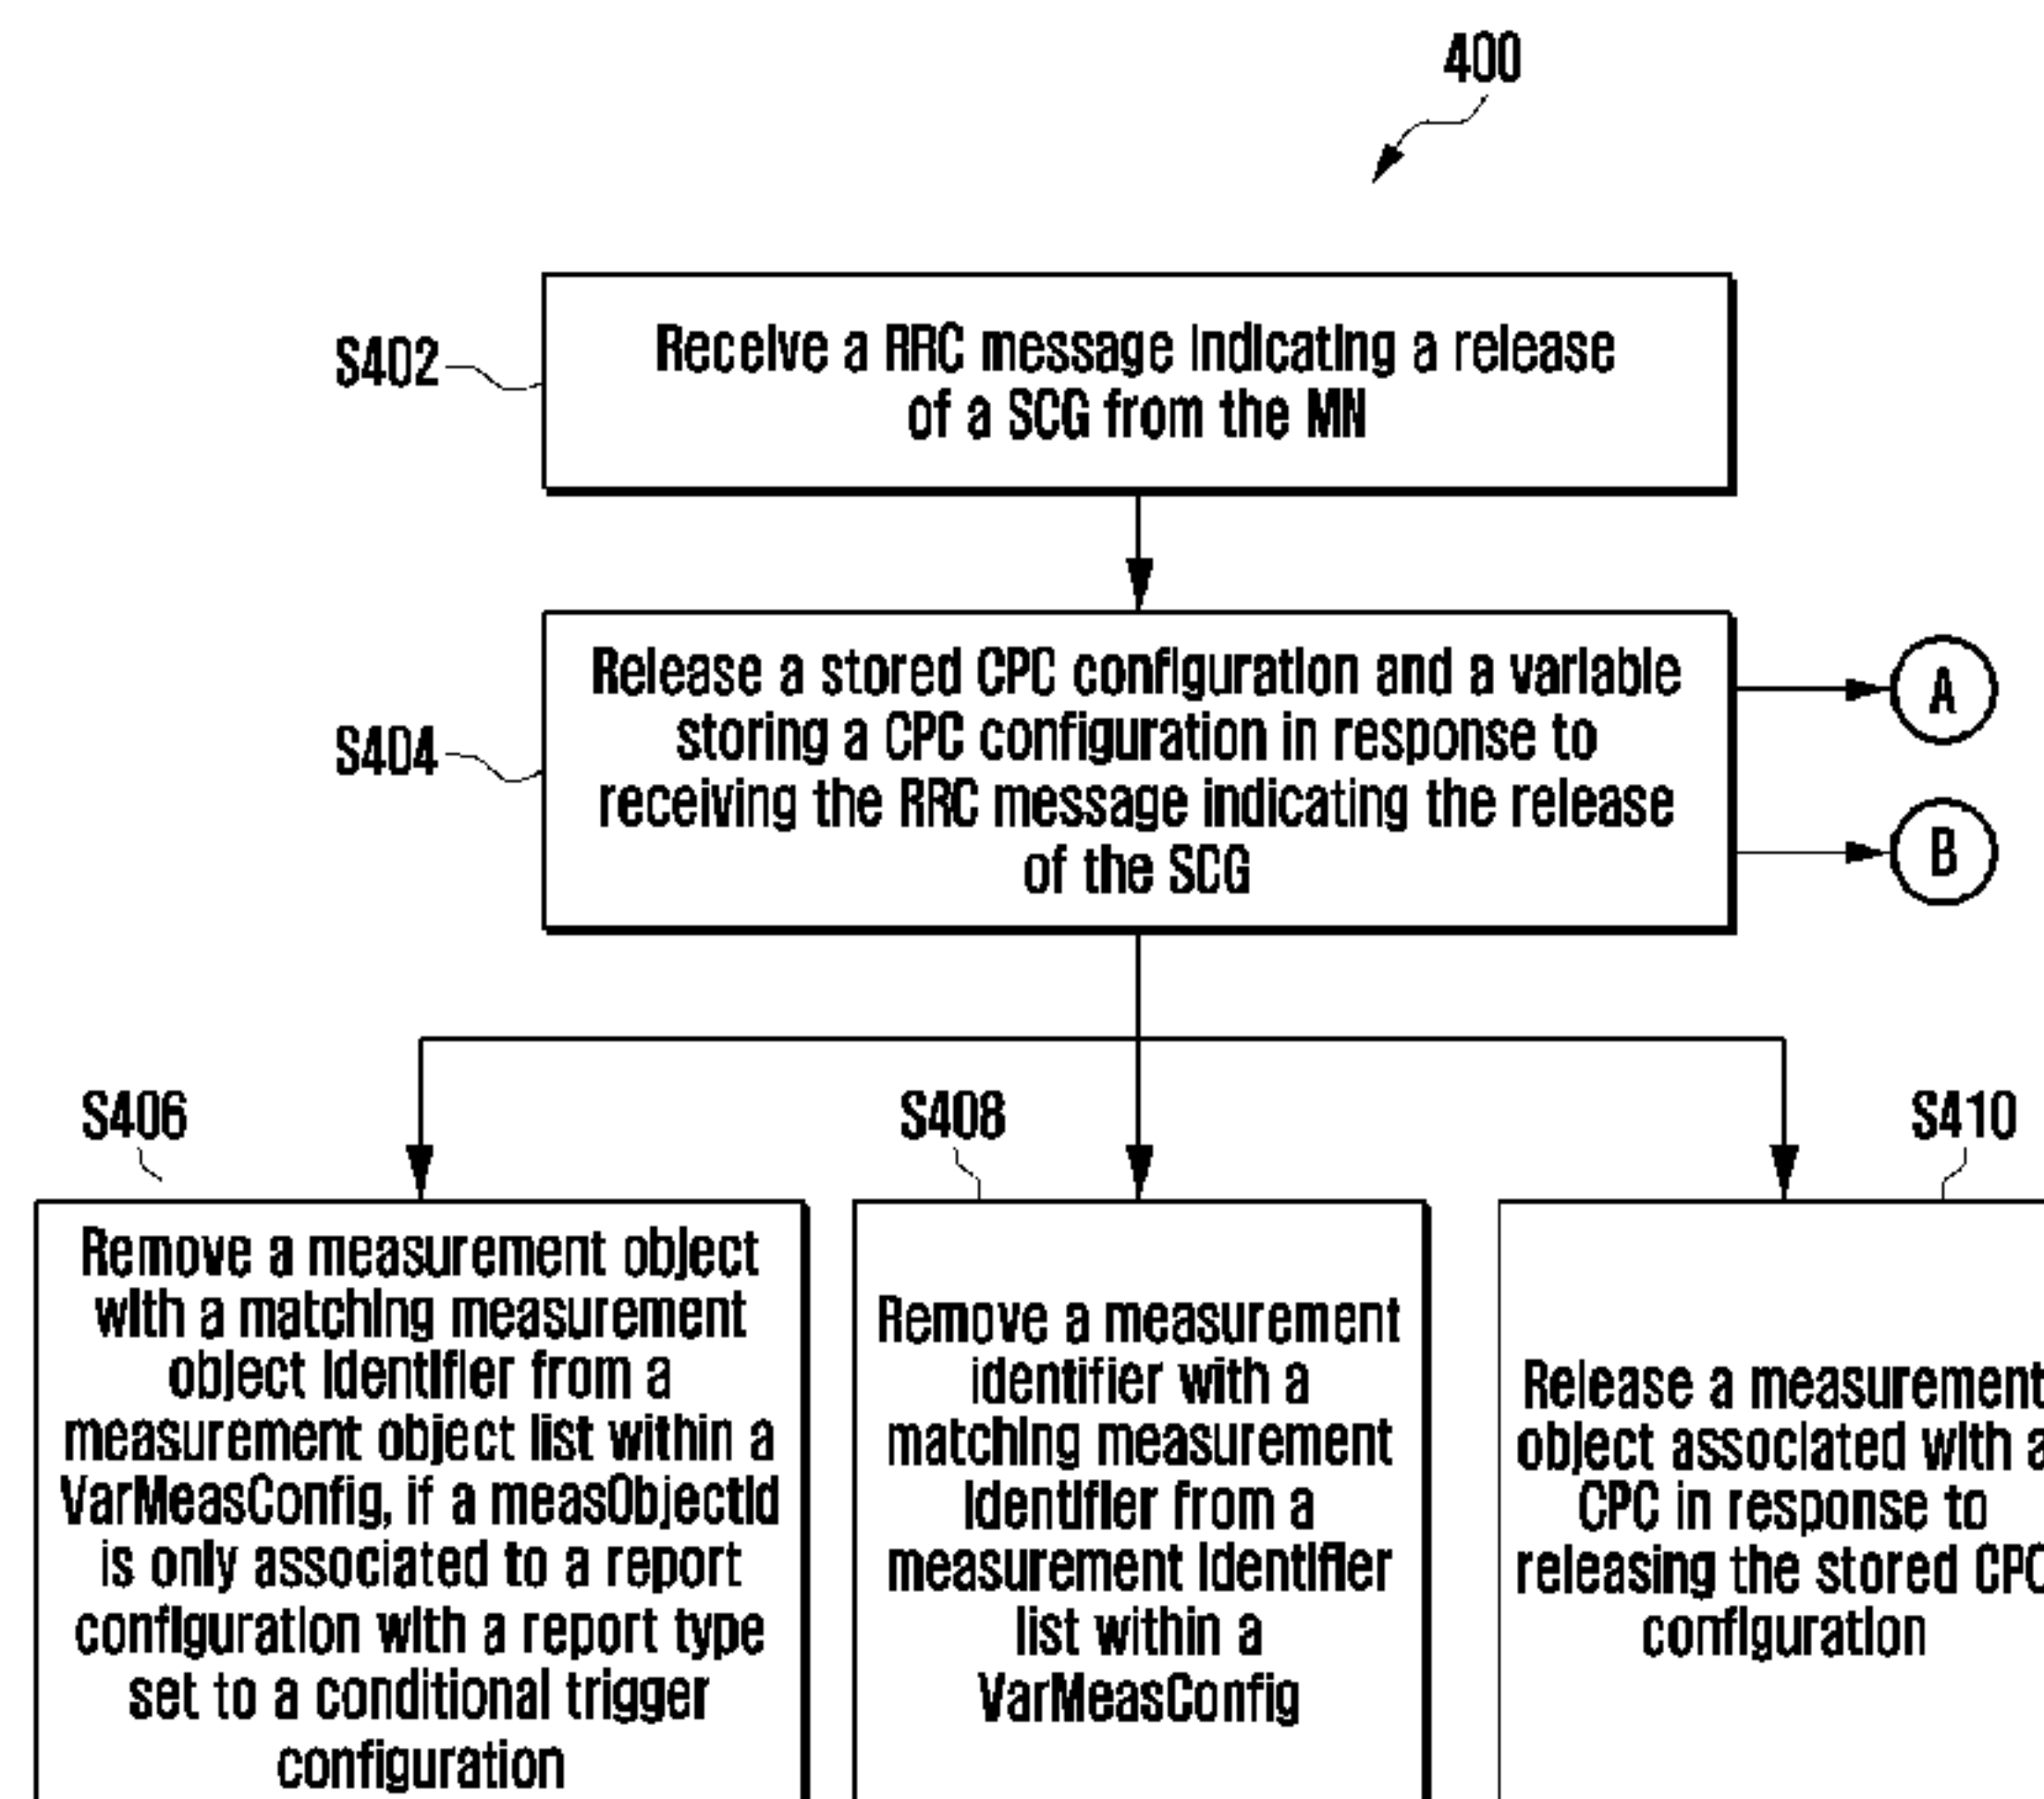 400
S402
Receive a RRC message indicating a release
of a SCG from the MN
S404
Release a stored CPC configuration and a variable
storing a CPC configuration in response to
receiving the RRC message indicating the release
of the SCG
A
B
S406
Remove a measurement object
with a matching measurement
object identifier from a
measurement object list within a
VarMeasConfig, if a measObjectId
is only associated to a report
configuration with a report type
set to a conditional trigger
configuration
S408
Remove a measurement
identifier with a
matching measurement
identifier from a
measurement identifier
list within a
VarMeasConfig
S410
Release a measurement
object associated with a
CPC in response to
releasing the stored CPC
configuration